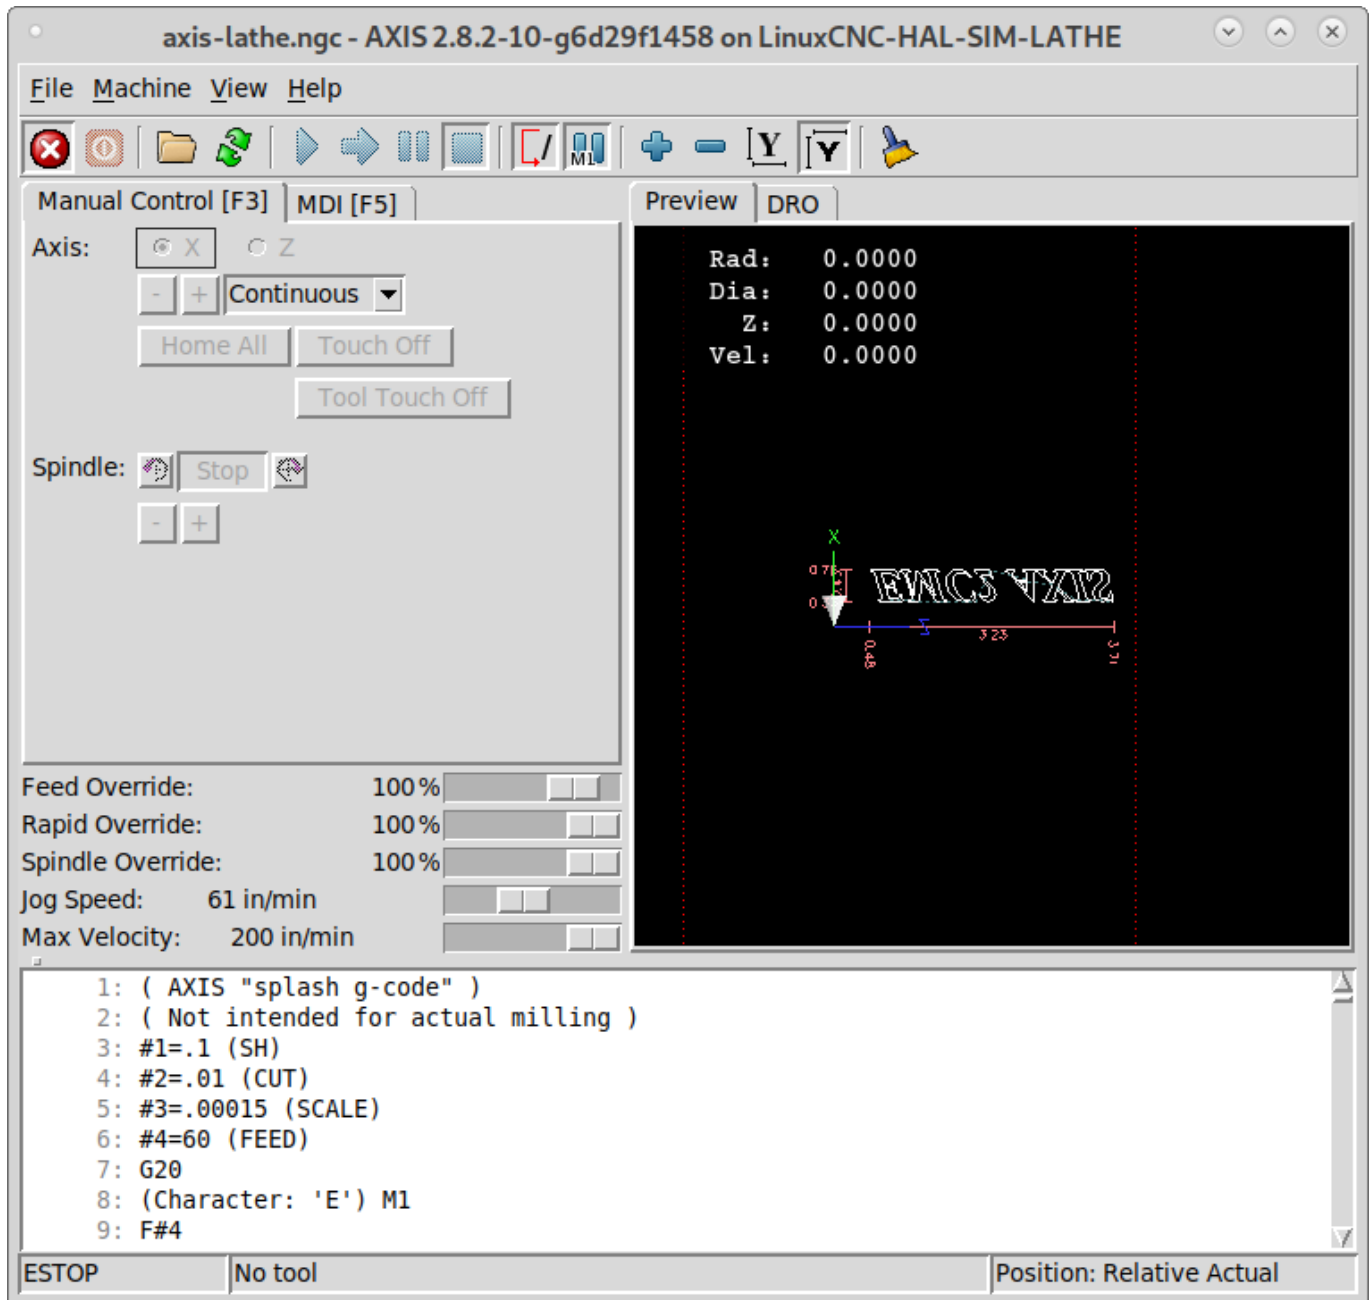 axis-lathe.ngc - AXIS 2.8.2-10-g6d29f1458 on LinuxCNC-HAL-SIM-LATHE
File Machine View Help
M1 Y Y
Manual Control [F3] MDI [F5]
Preview DRO
Axis: X Z
- + Continuous
Home All Touch Off
Tool Touch Off
Spindle: Stop
- +
Rad: 0.0000
Dia: 0.0000
Z: 0.0000
Vel: 0.0000
X
EMC2 AXIS
3.23
0.48
3.71
Feed Override: 100%
Rapid Override: 100%
Spindle Override: 100%
Jog Speed: 61 in/min
Max Velocity: 200 in/min
1: ( AXIS "splash g-code" )
2: ( Not intended for actual milling )
3: #1=.1 (SH)
4: #2=.01 (CUT)
5: #3=.00015 (SCALE)
6: #4=60 (FEED)
7: G20
8: (Character: 'E') M1
9: F#4
ESTOP No tool Position: Relative Actual